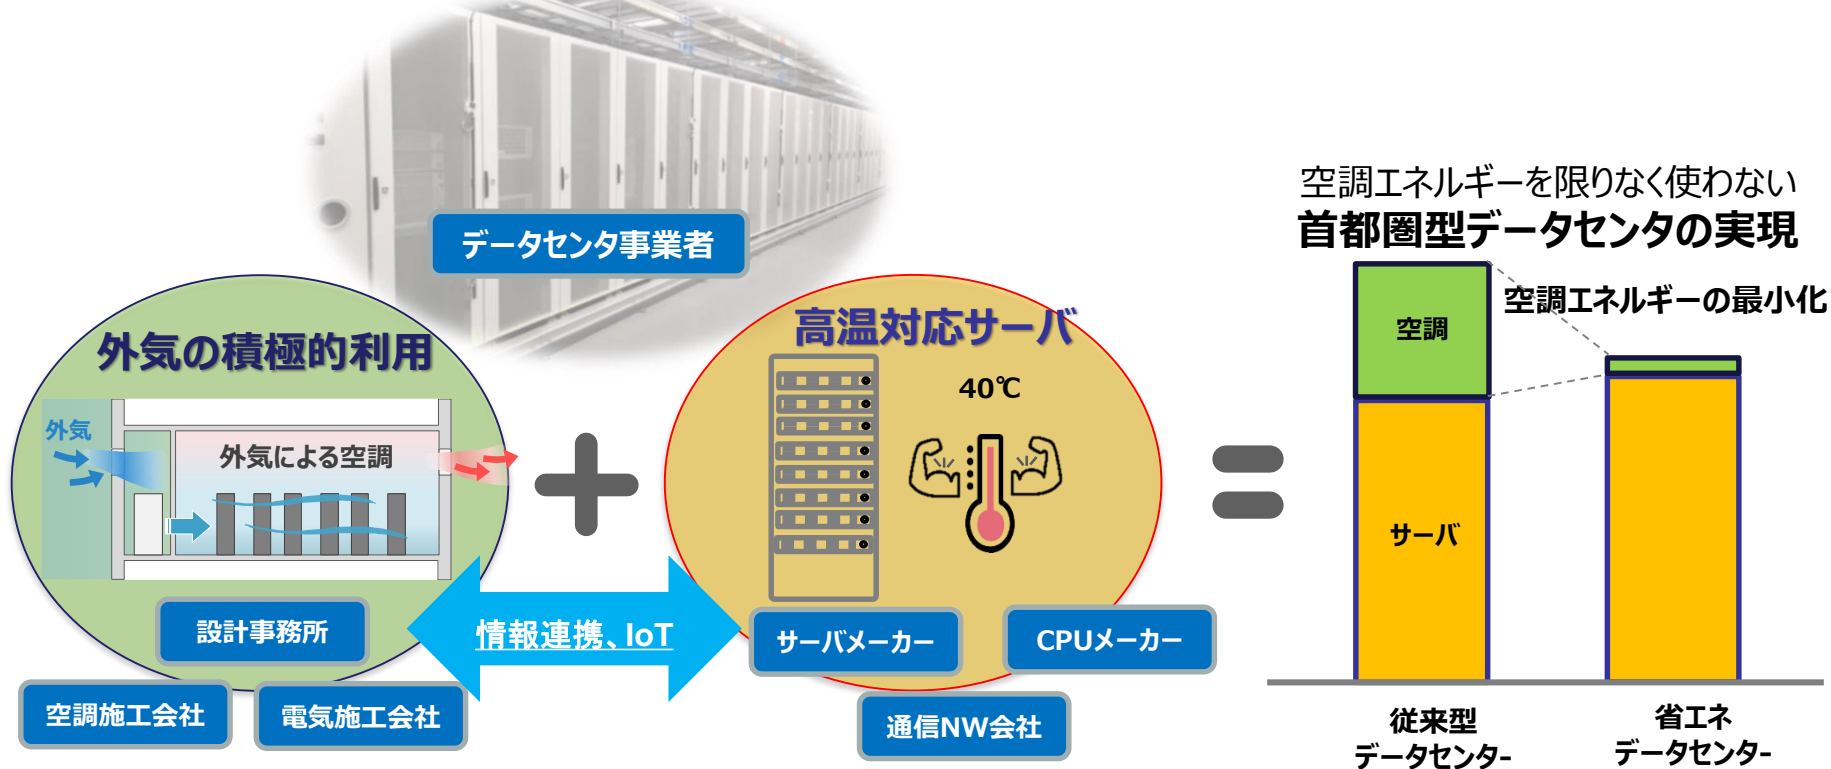 データセンタ事業者
外気の積極的利用
外気
外気による空調
設計事務所
空調施工会社
電気施工会社
情報連携、IoT
高温対応サーバ
40℃
サーバメーカー
CPUメーカー
通信NW会社
空調エネルギーを限りなく使わない
首都圏型データセンタの実現
空調エネルギーの最小化
空調
サーバ
従来型
データセンター
省エネ
データセンター